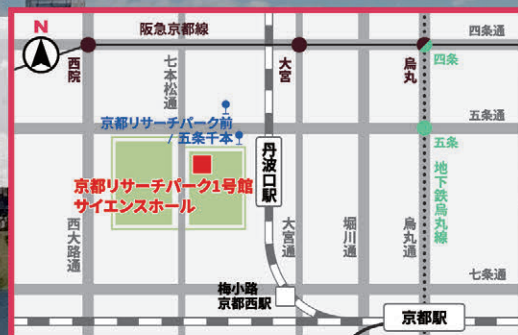 N
阪急京都線
四条通
西院
七本松通
大宮
烏丸
四条
京都リサーチパーク前
/ 五条千本
五条通
五条
丹波口駅
京都リサーチパーク1号館
サイエンスホール
地下鉄烏丸線
西大路通
大宮通
堀川通
烏丸通
七条通
梅小路
京都西駅
京都駅